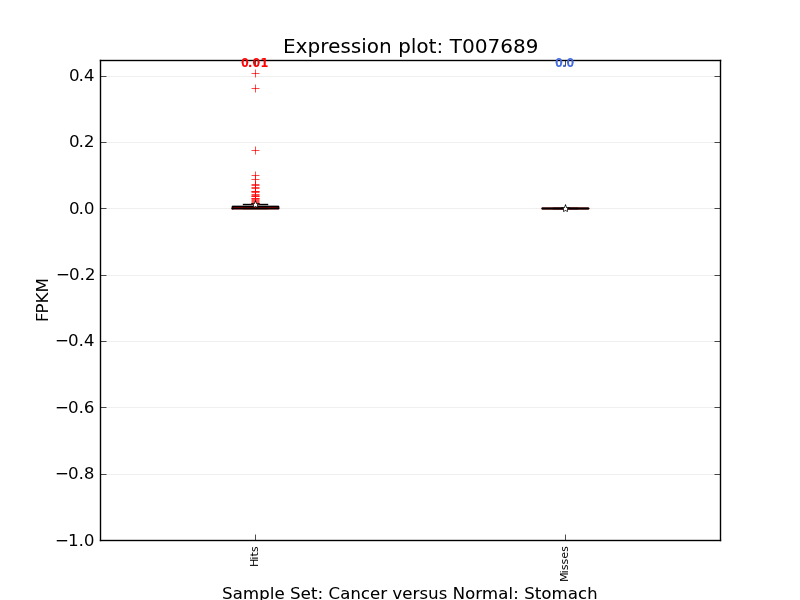 Expression plot: T007689
0.01
0.0
0.4
0.2
0.0
−0.2
−0.4
−0.6
−0.8
−1.0
FPKM
Hits
Misses
Sample Set: Cancer versus Normal: Stomach